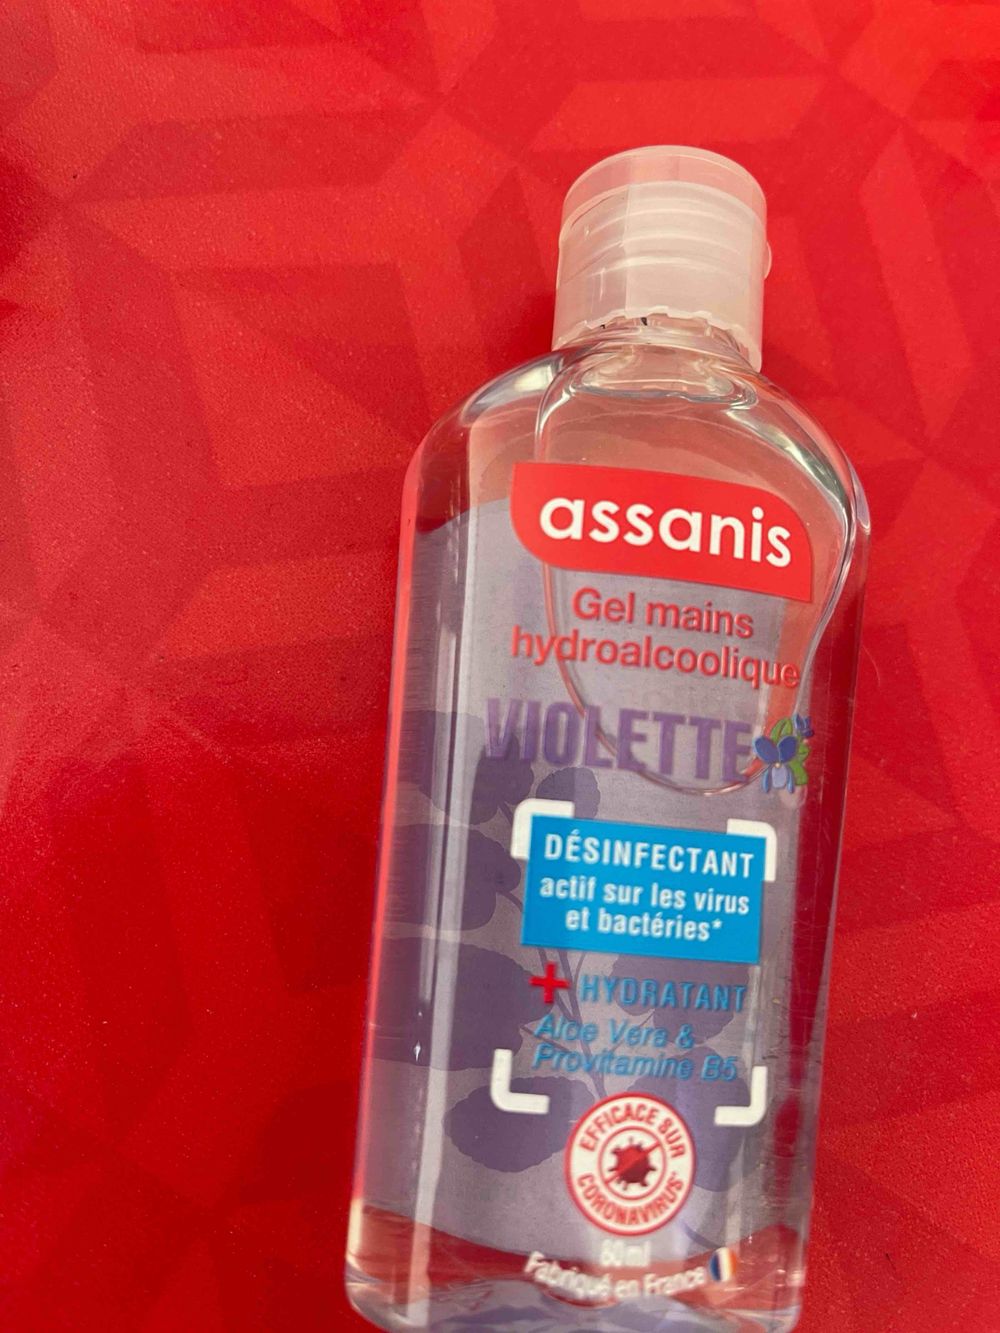 assanis
Gel mains
hydroalcoolique
VIOLETTE
DÉSINFECTANT
actif sur les virus
et bactéries*
+ HYDRATANT
Aloe Vera &
Provitamine B5
EFFICACE SUR
CORONAVIRUS*
80ml
Fabriqué en France